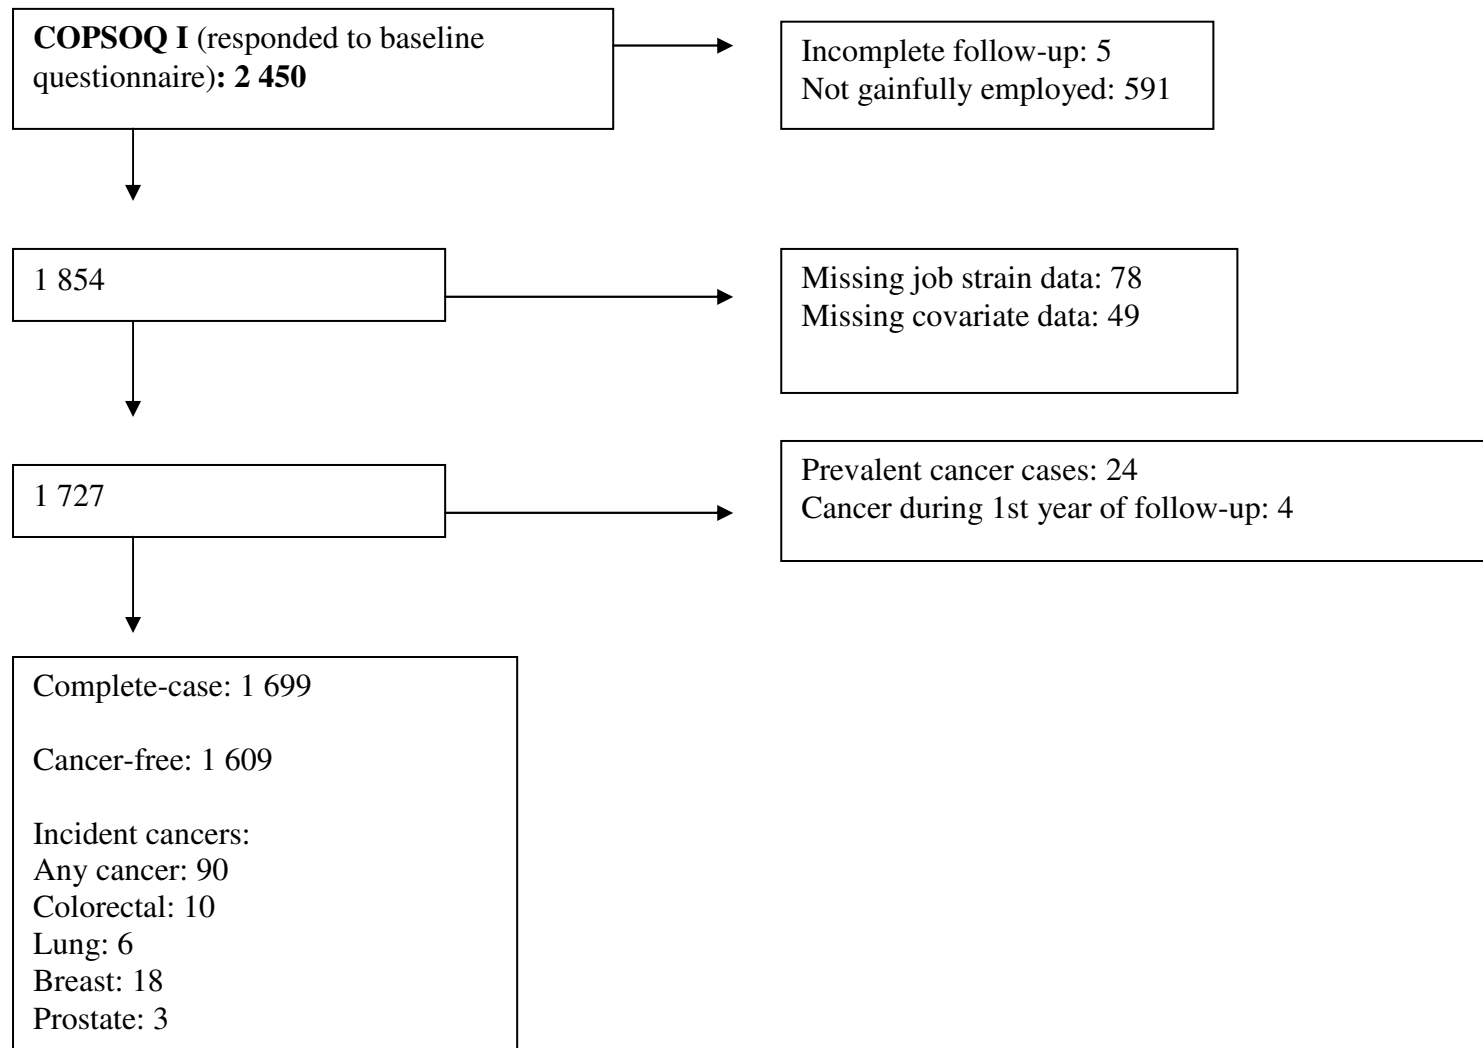 COPSOQ I (responded to baseline
questionnaire): 2 450
Incomplete follow-up: 5
Not gainfully employed: 591
1 854
Missing job strain data: 78
Missing covariate data: 49
1 727
Prevalent cancer cases: 24
Cancer during 1st year of follow-up: 4
Complete-case: 1 699
Cancer-free: 1 609
Incident cancers:
Any cancer: 90
Colorectal: 10
Lung: 6
Breast: 18
Prostate: 3